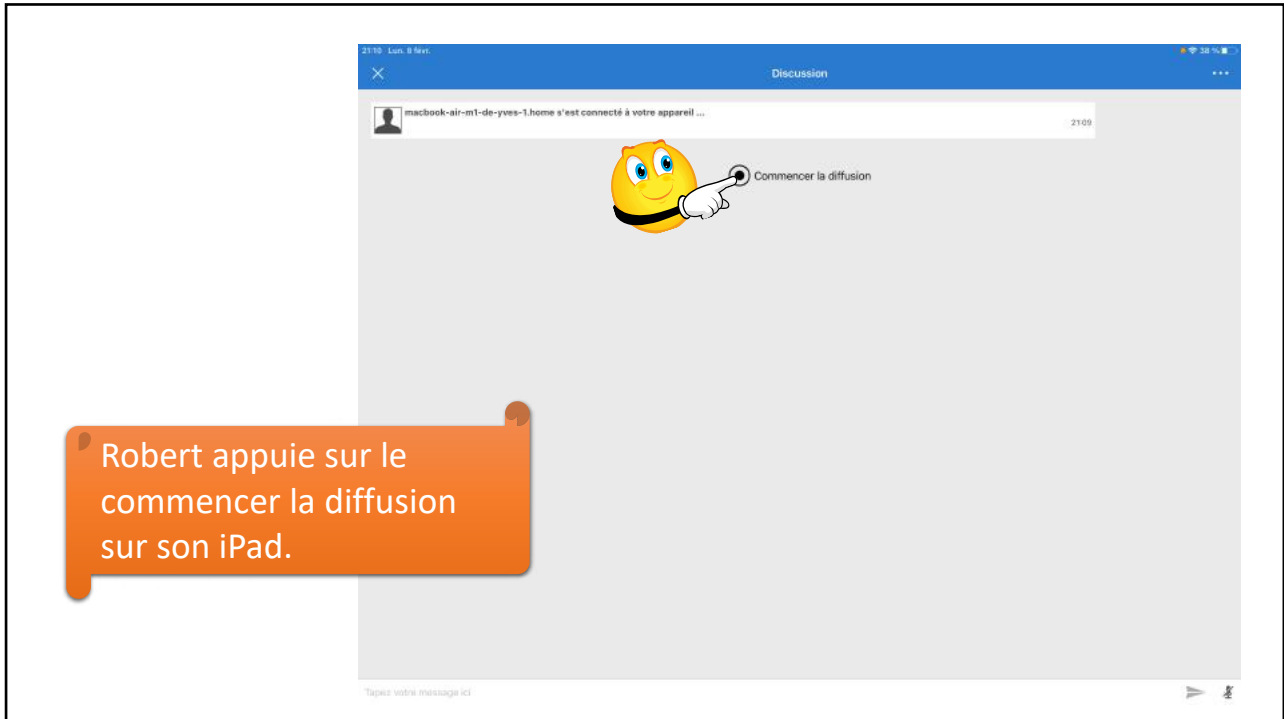 21:10 Lun. 8 févr.
38 %
Discussion
macbook-air-m1-de-yves-1.home s'est connecté à votre appareil ...
21:09
Commencer la diffusion
Robert appuie sur le
commencer la diffusion
sur son iPad.
Tapez votre message ici